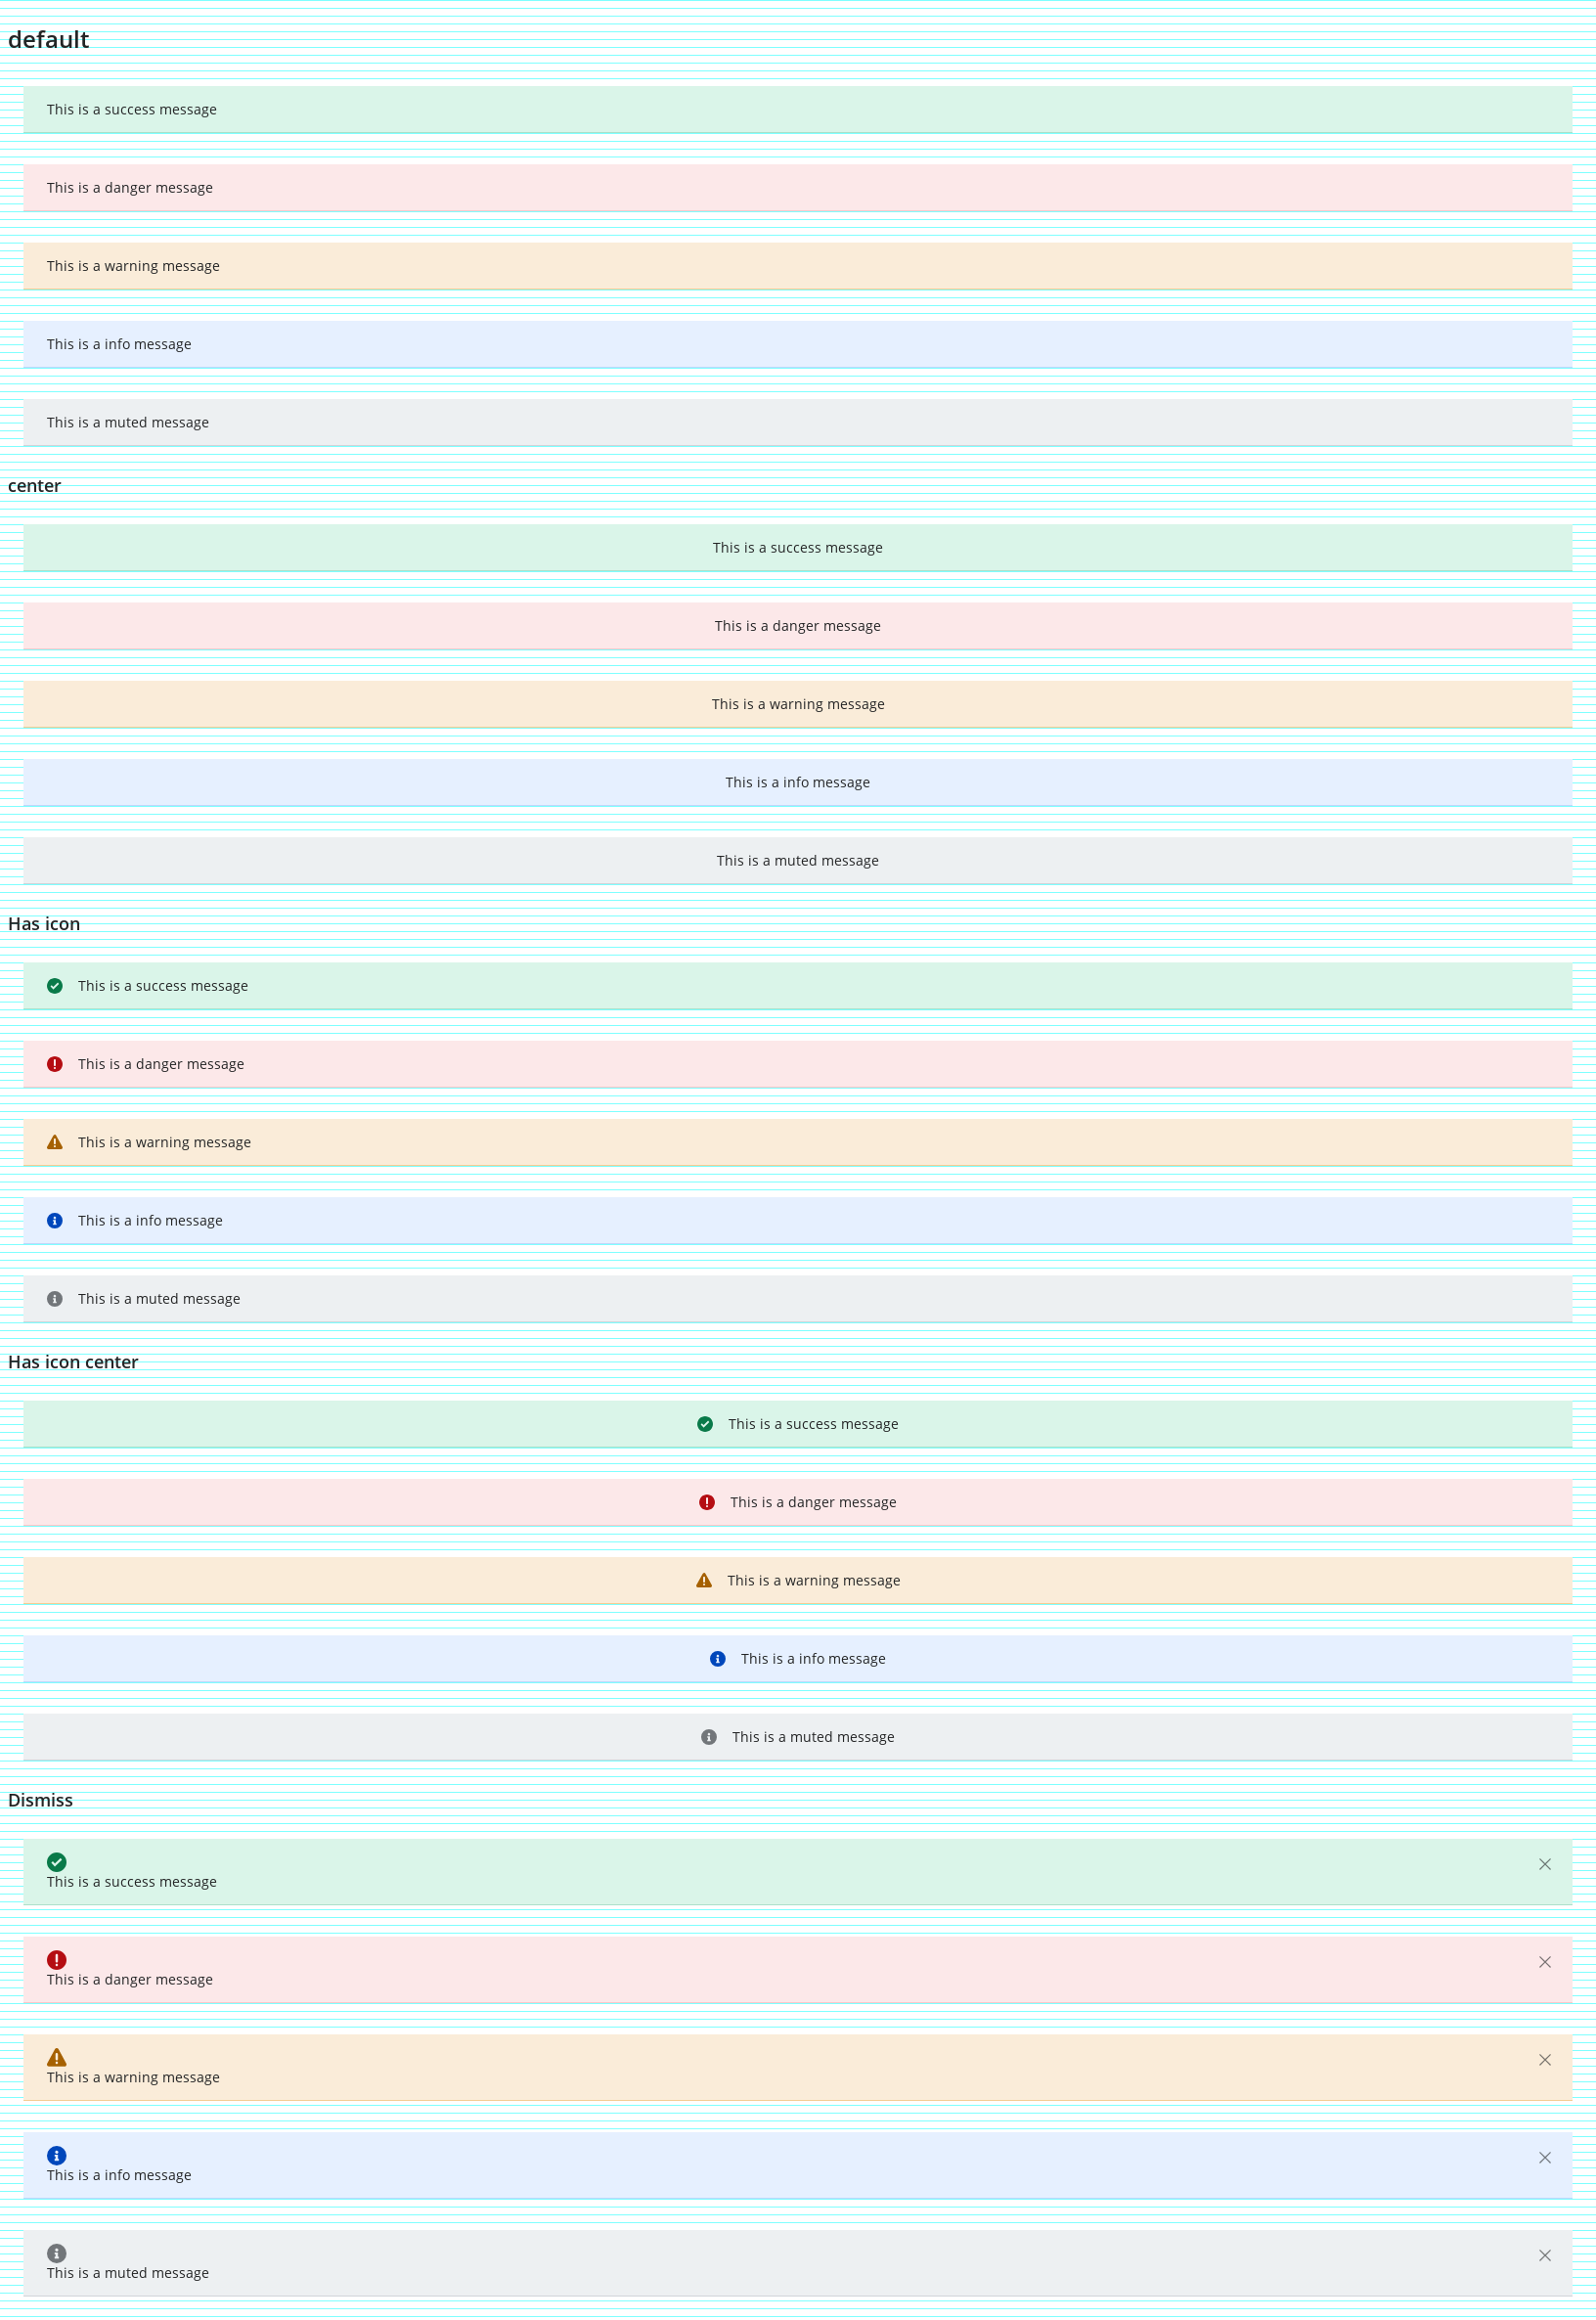 default
This is a success message
This is a danger message
This is a warning message
This is a info message
This is a muted message
center
This is a success message
This is a danger message
This is a warning message
This is a info message
This is a muted message
Has icon
This is a success message
This is a danger message
This is a warning message
This is a info message
This is a muted message
Has icon center
This is a success message
This is a danger message
This is a warning message
This is a info message
This is a muted message
Dismiss
This is a success message
This is a danger message
This is a warning message
This is a info message
This is a muted message